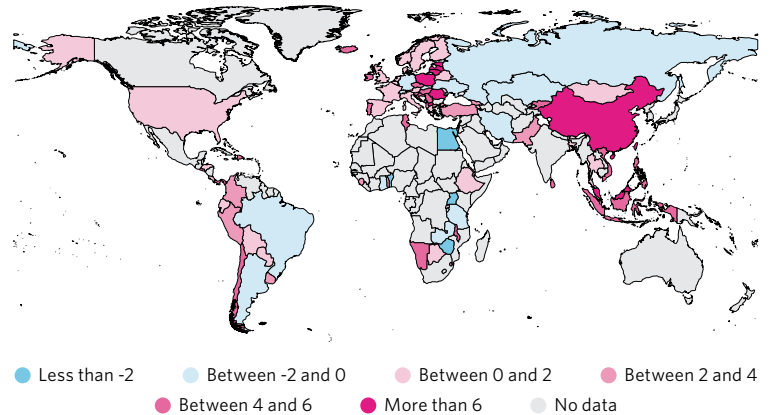 Less than -2 Between -2 and 0 Between 0 and 2 Between 2 and 4
Between 4 and 6 More than 6 No data